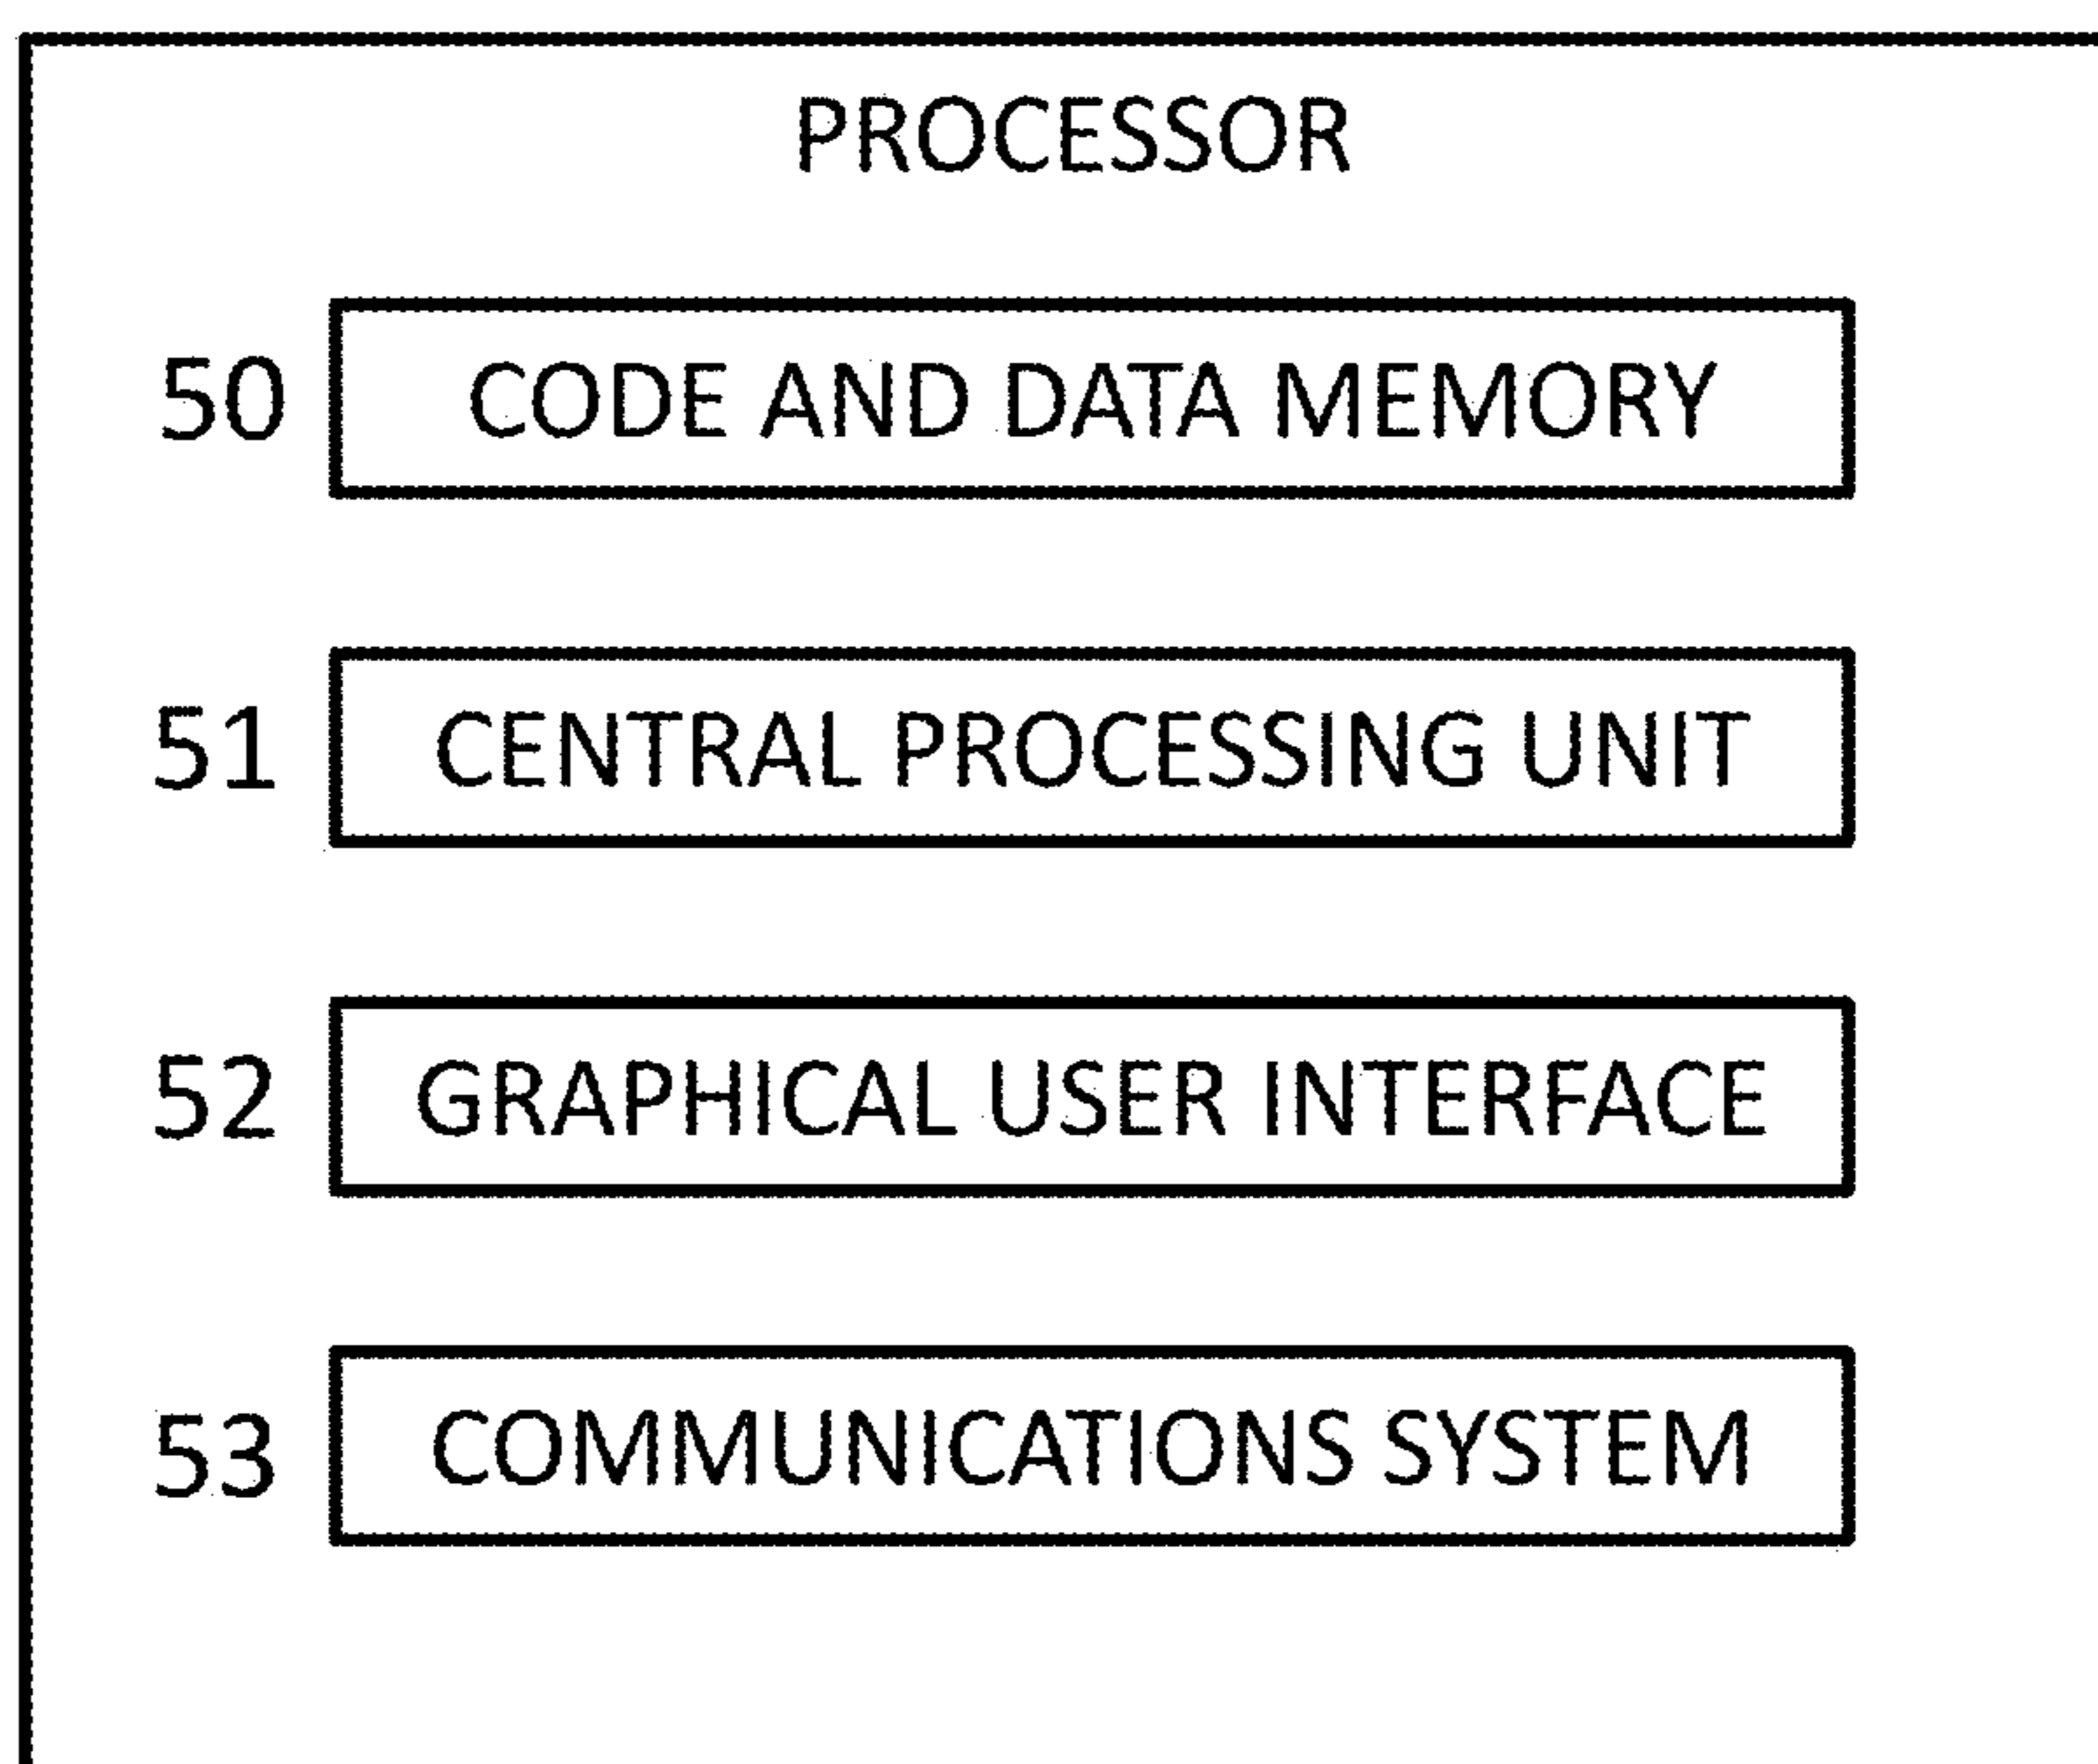 PROCESSOR
50 CODE AND DATA MEMORY
51 CENTRAL PROCESSING UNIT
52 GRAPHICAL USER INTERFACE
53 COMMUNICATIONS SYSTEM